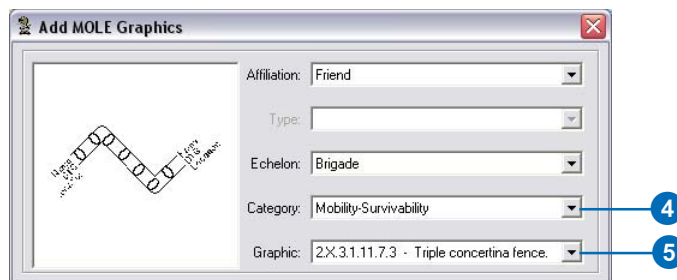 Add MOLE Graphics
Affiliation: Friend
Type:
Echelon: Brigade
Category: Mobility-Survivability
4
Graphic: 2.X.3.1.11.7.3 - Triple concertina fence.
5